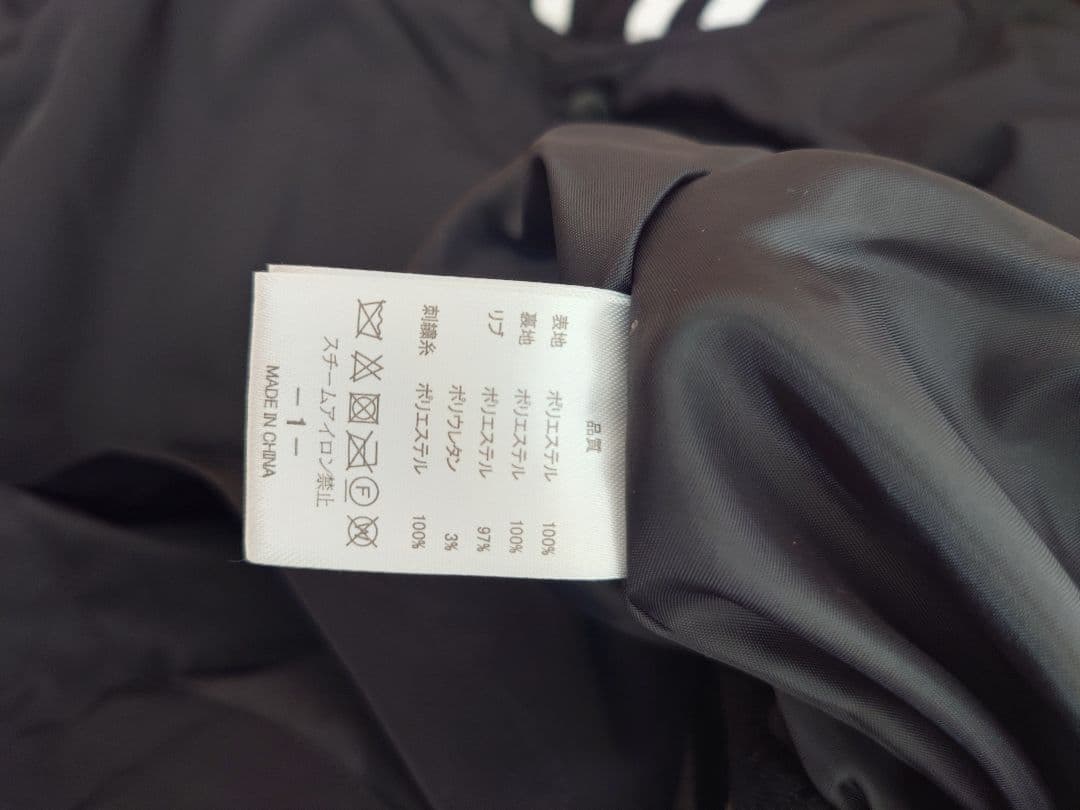 品質
表地 ポリエステル 100%
裏地 ポリエステル 100%
リブ ポリエステル 97%
ポリウレタン 3%
刺繍糸 ポリエステル 100%
F W
スチームアイロン禁止
- 1 -
MADE IN CHINA